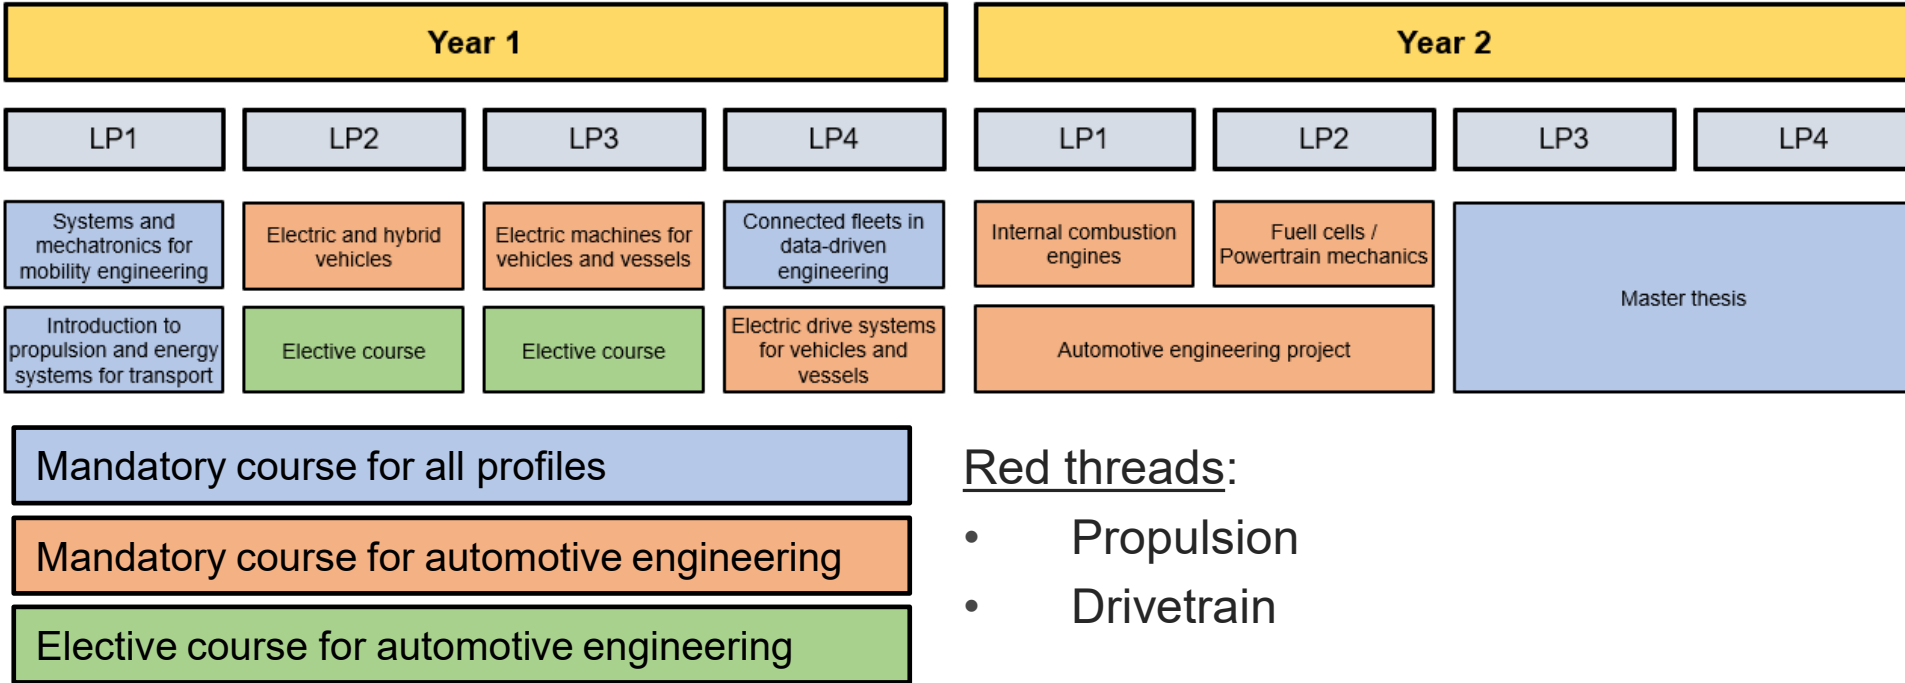 Year 1
Year 2
LP1
LP2
LP3
LP4
LP1
LP2
LP3
LP4
Systems and
mechatronics for
mobility engineering
Electric and hybrid
vehicles
Electric machines for
vehicles and vessels
Connected fleets in
data-driven
engineering
Internal combustion
engines
Fuell cells /
Powertrain mechanics
Master thesis
Introduction to
propulsion and energy
systems for transport
Elective course
Elective course
Electric drive systems
for vehicles and
vessels
Automotive engineering project
Mandatory course for all profiles
Mandatory course for automotive engineering
Elective course for automotive engineering
Red threads:
• Propulsion
• Drivetrain